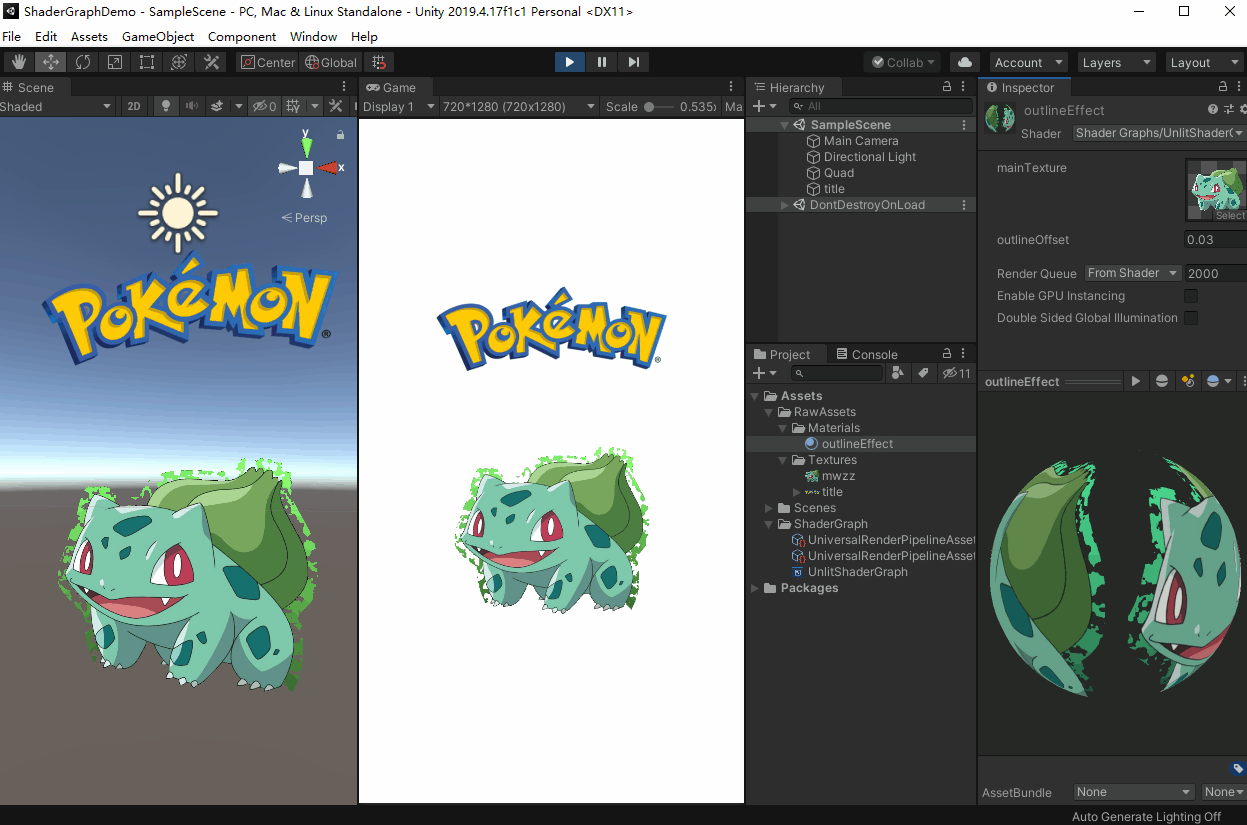 ShaderGraphDemo - SampleScene - PC, Mac & Linux Standalone - Unity 2019.4.17f1c1 Personal <DX11>
File Edit Assets GameObject Component Window Help
Center Global Collab Account Layers Layout
Scene
Shaded 2D 0
y
x
Persp
POKéMON ®
Game
Display 1 720*1280 (720x1280) Scale 0.535 Ma
POKéMON ®
Hierarchy
All
SampleScene
Main Camera
Directional Light
Quad
title
DontDestroyOnLoad
Project Console
11
Assets
RawAssets
Materials
outlineEffect
Textures
mwzz
title
Scenes
ShaderGraph
UniversalRenderPipelineAsset
UniversalRenderPipelineAsset
UnlitShaderGraph
Packages
Inspector
outlineEffect
Shader Shader Graphs/UnlitShaderG
mainTexture
Select
outlineOffset 0.03
Render Queue From Shader 2000
Enable GPU Instancing
Double Sided Global Illumination
outlineEffect
AssetBundle None None
Auto Generate Lighting Off